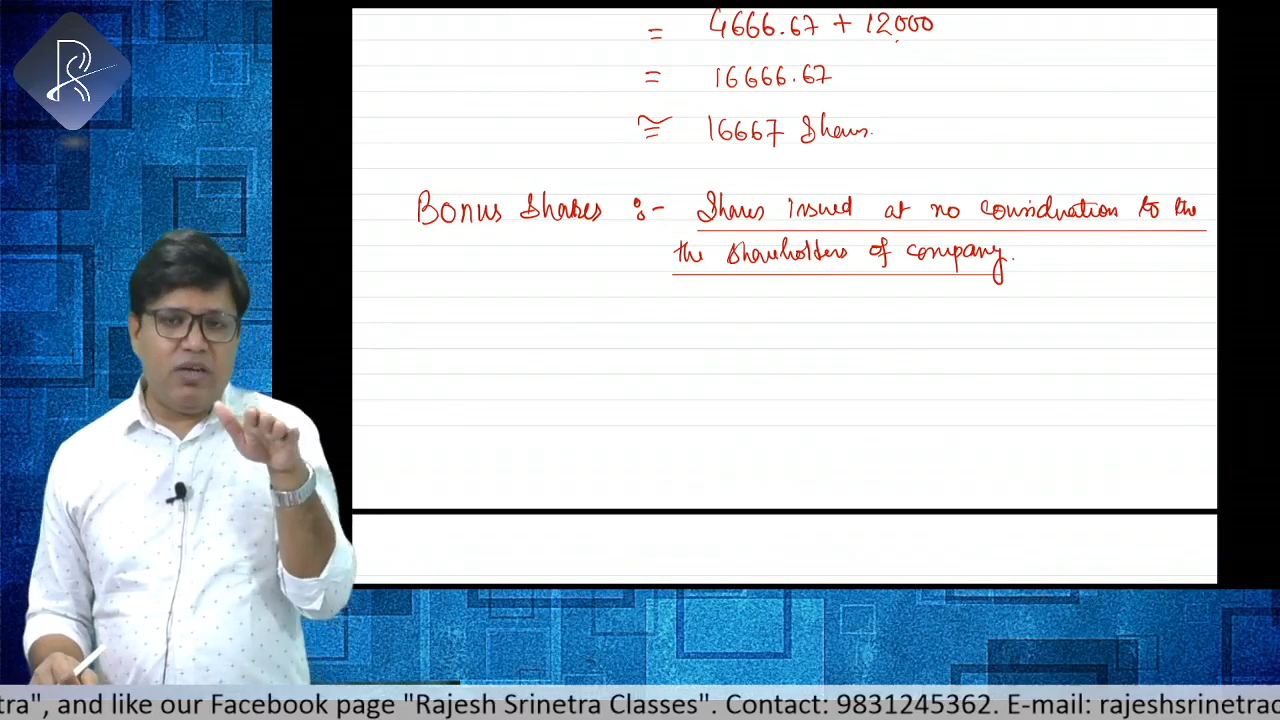 = 4666.67 + 12000
= 16666.67
≅ 16667 Shares.
Bonus Shares :- Shares issued at no consideration to the
the shareholders of company.
tra", and like our Facebook page "Rajesh Srinetra Classes". Contact: 9831245362. E-mail: rajeshsrinetrac